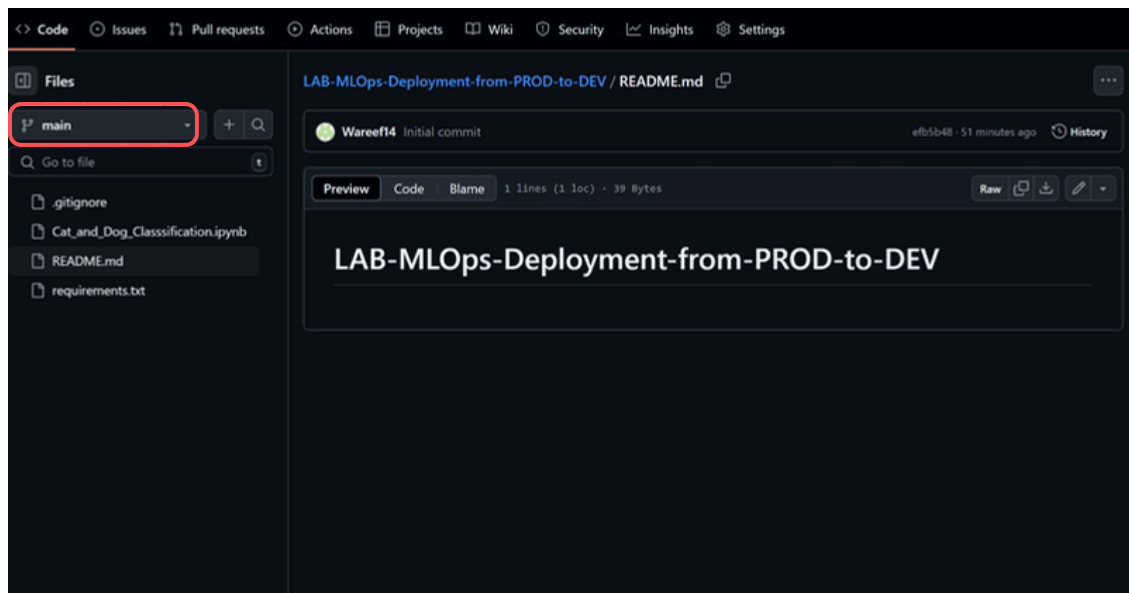 <> Code Issues Pull requests Actions Projects Wiki Security Insights Settings
Files
main
Go to file t
.gitignore
Cat_and_Dog_Classsification.ipynb
README.md
requirements.txt
LAB-MLOps-Deployment-from-PROD-to-DEV / README.md
Wareef14 Initial commit efb5b48 · 51 minutes ago History
Preview Code Blame 1 lines (1 loc) · 39 Bytes Raw
LAB-MLOps-Deployment-from-PROD-to-DEV